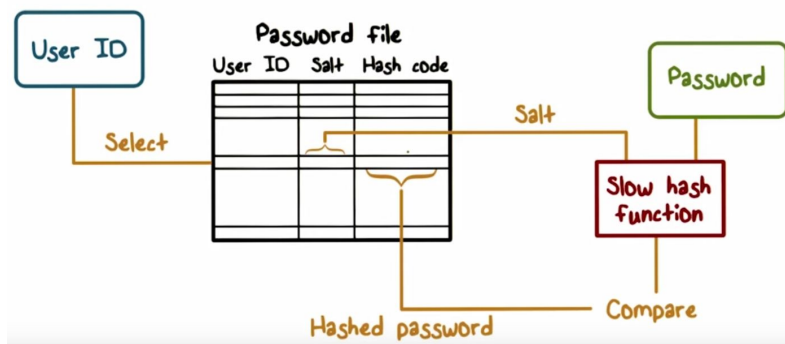 User ID
Password file
User ID Salt Hash code
Password
Select
Salt
Slow hash
function
Hashed password
Compare